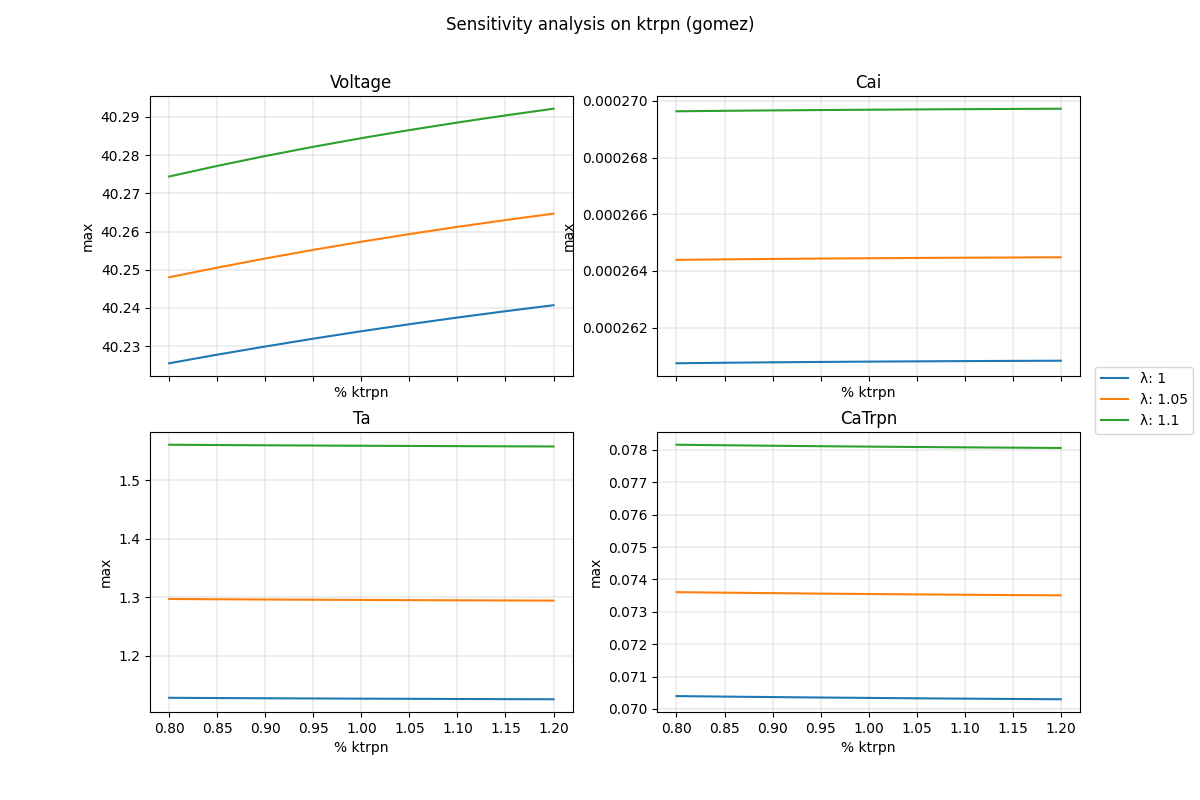 Sensitivity analysis on ktrpn (gomez)
Voltage
40.29
40.28
40.27
40.26
40.25
40.24
40.23
max
% ktrpn
Cai
0.000270
0.000268
0.000266
0.000264
0.000262
max
% ktrpn
λ: 1
λ: 1.05
λ: 1.1
Ta
1.5
1.4
1.3
1.2
max
0.80 0.85 0.90 0.95 1.00 1.05 1.10 1.15 1.20
% ktrpn
CaTrpn
0.078
0.077
0.076
0.075
0.074
0.073
0.072
0.071
0.070
max
0.80 0.85 0.90 0.95 1.00 1.05 1.10 1.15 1.20
% ktrpn